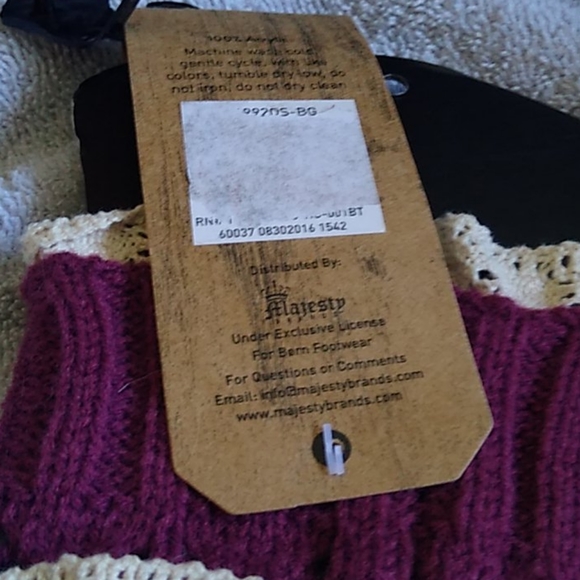 100% Acrylic
Machine wash cold,
gentle cycle, with like
colors, tumble dry low, do
not iron, do not dry clean
9920S-BG
60037 08302016 1542
Distributed By:
Majesty
BRANDS
Under Exclusive License
For Bern Footwear
For Questions or Comments
Email: info@majestybrands.com
www.majestybrands.com